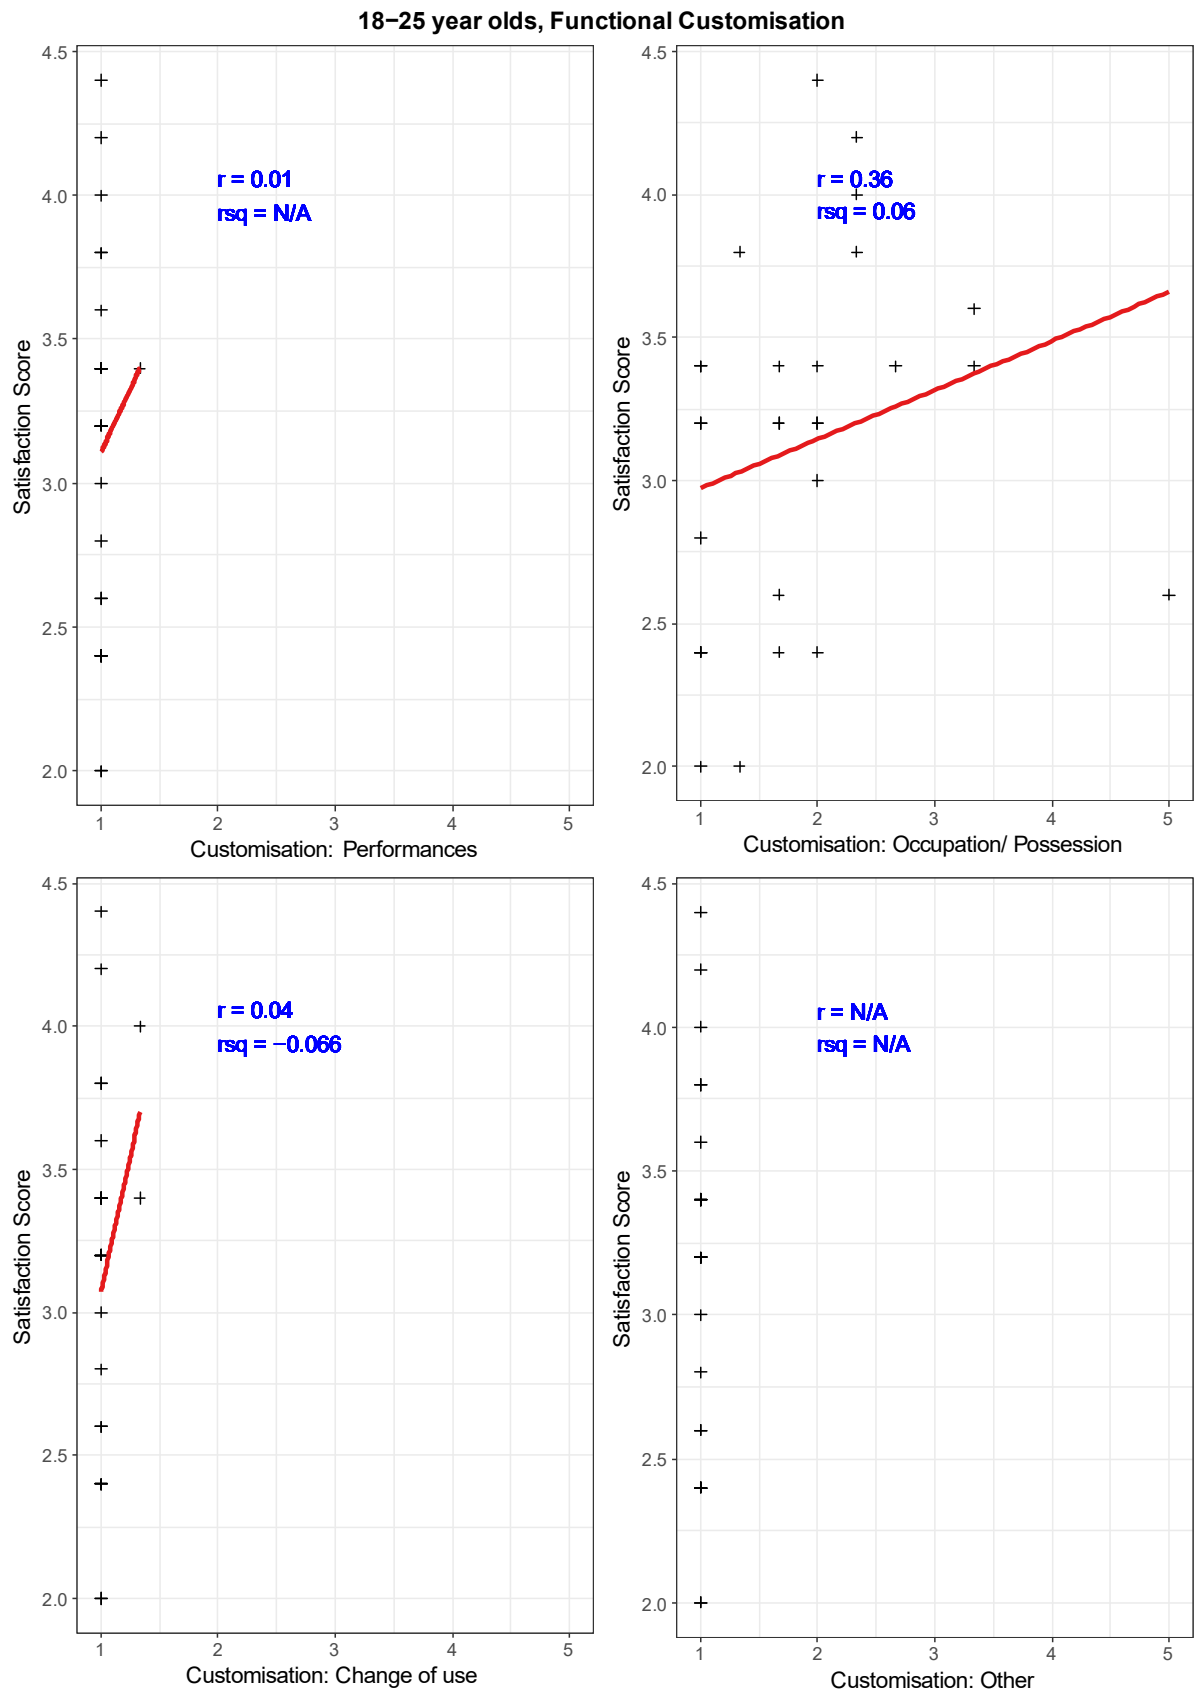 18−25 year olds, Functional Customisation
4.5
4.0
3.5
3.0
2.5
2.0
Satisfaction Score
r = 0.01
rsq = N/A
1 2 3 4 5
Customisation: Performances
4.5
4.0
3.5
3.0
2.5
2.0
Satisfaction Score
r = 0.36
rsq = 0.06
1 2 3 4 5
Customisation: Occupation/ Possession
4.5
4.0
3.5
3.0
2.5
2.0
Satisfaction Score
r = 0.04
rsq = −0.066
1 2 3 4 5
Customisation: Change of use
4.5
4.0
3.5
3.0
2.5
2.0
Satisfaction Score
r = N/A
rsq = N/A
1 2 3 4 5
Customisation: Other